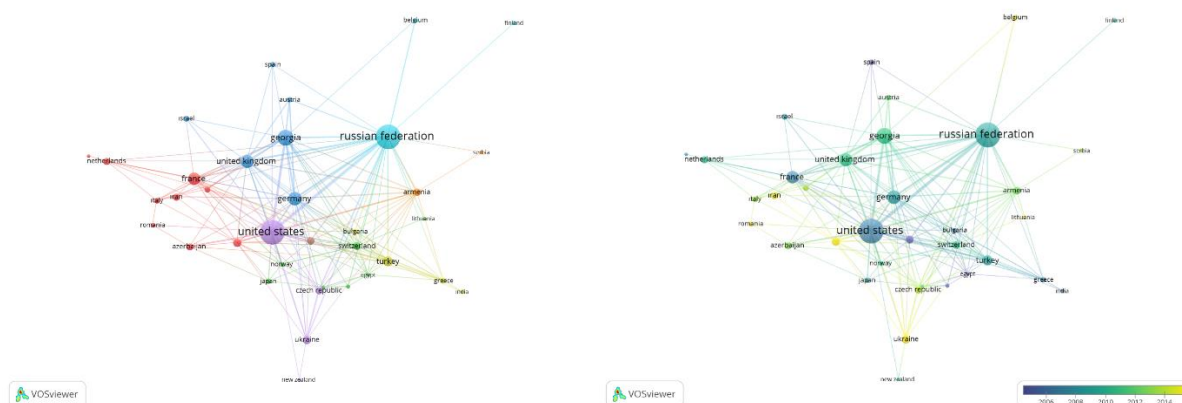 belgium
finland
spain
austria
israel
georgia
russian federation
united kingdom
netherlands
serbia
france
armenia
italy
iran
germany
lithuania
romania
united states
bulgaria
azerbaijan
switzerland
turkey
norway
egypt
japan
greece
czech republic
india
ukraine
new zealand
VOSviewer
belgium
finland
spain
austria
israel
georgia
russian federation
united kingdom
netherlands
serbia
france
armenia
italy
iran
germany
lithuania
romania
united states
bulgaria
azerbaijan
switzerland
turkey
norway
egypt
japan
greece
czech republic
india
ukraine
new zealand
VOSviewer
2006 2008 2010 2012 2014